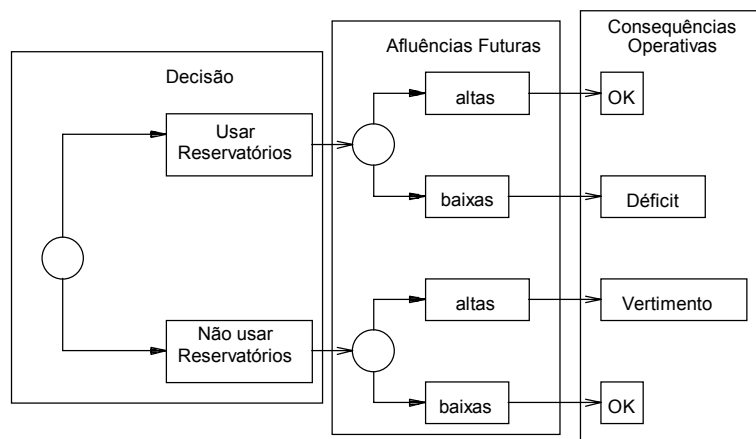 Decisão
Afluências Futuras
Consequências
Operativas
Usar
Reservatórios
altas
OK
baixas
Déficit
Não usar
Reservatórios
altas
Vertimento
baixas
OK